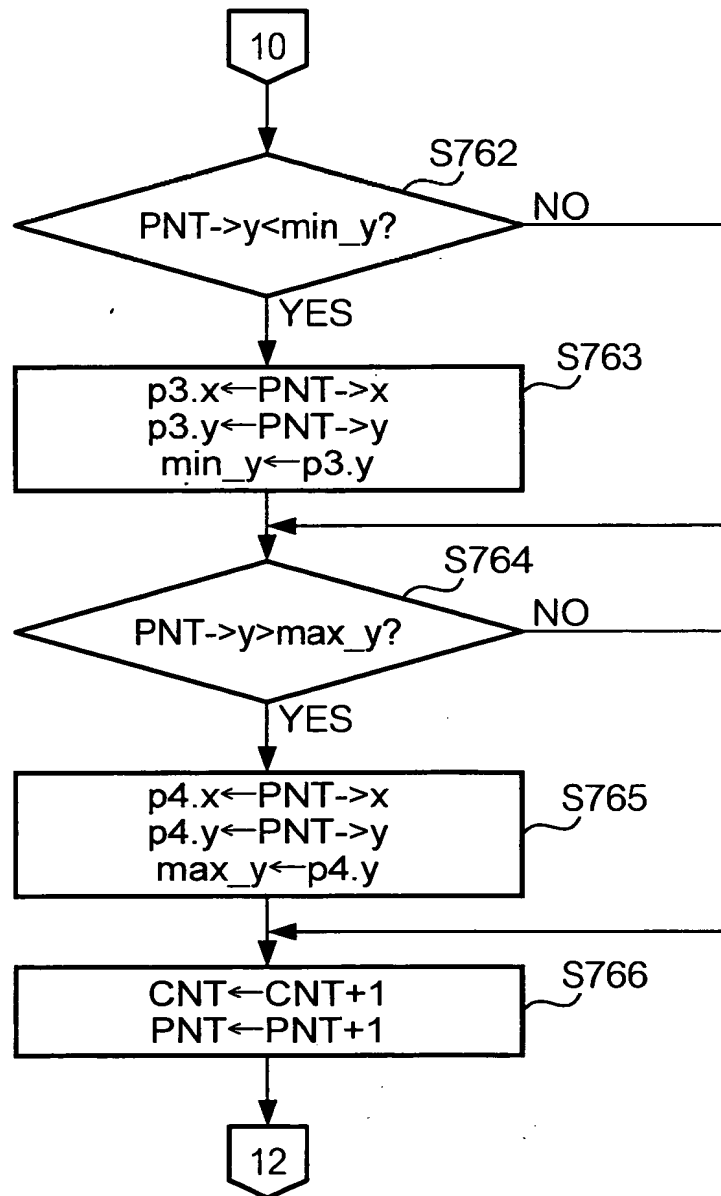 10
S762
PNT->y<min_y?
NO
YES
S763
p3.x←PNT->x
p3.y←PNT->y
min_y←p3.y
S764
PNT->y>max_y?
NO
YES
S765
p4.x←PNT->x
p4.y←PNT->y
max_y←p4.y
S766
CNT←CNT+1
PNT←PNT+1
12